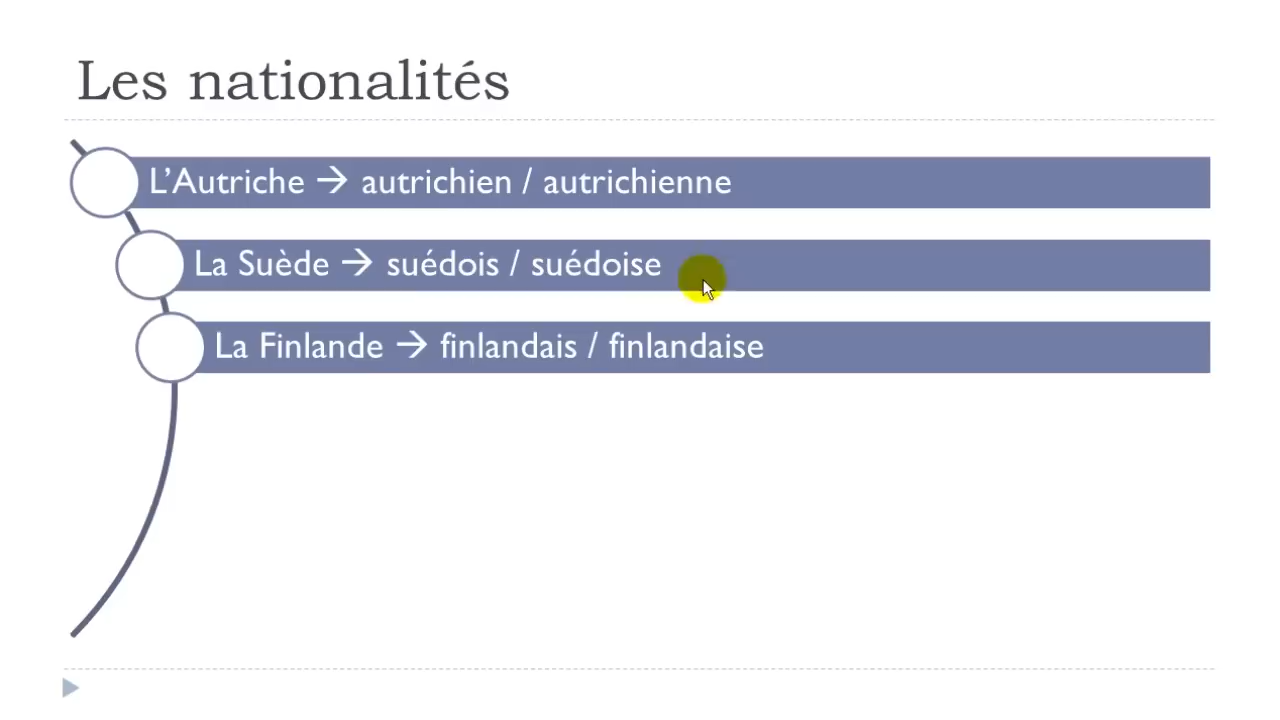 Les nationalités
L’Autriche → autrichien / autrichienne
La Suède → suédois / suédoise
La Finlande → finlandais / finlandaise